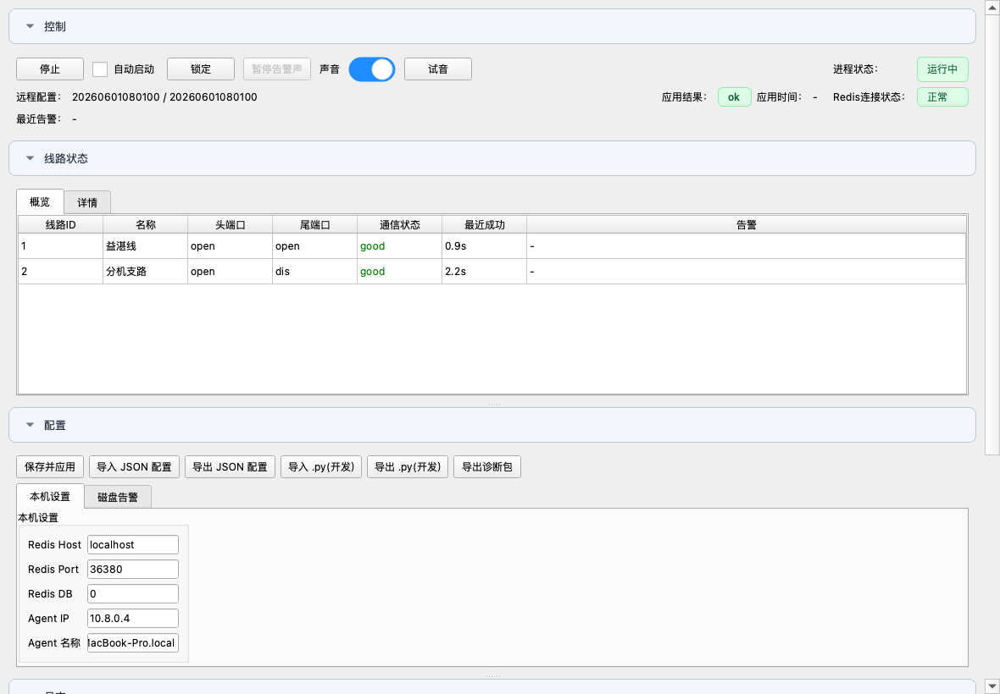 控制
停止 自动启动 锁定 暂停告警声 声音 试音 进程状态： 运行中
远程配置： 20260601080100 / 20260601080100 应用结果： ok 应用时间： - Redis连接状态： 正常
最近告警： -
线路状态
概览 详情
线路ID 名称 头端口 尾端口 通信状态 最近成功 告警
1 益湛线 open open good 0.9s -
2 分机支路 open dis good 2.2s -
配置
保存并应用 导入 JSON 配置 导出 JSON 配置 导入 .py(开发) 导出 .py(开发) 导出诊断包
本机设置 磁盘告警
本机设置
Redis Host localhost
Redis Port 36380
Redis DB 0
Agent IP 10.8.0.4
Agent 名称 MacBook-Pro.local